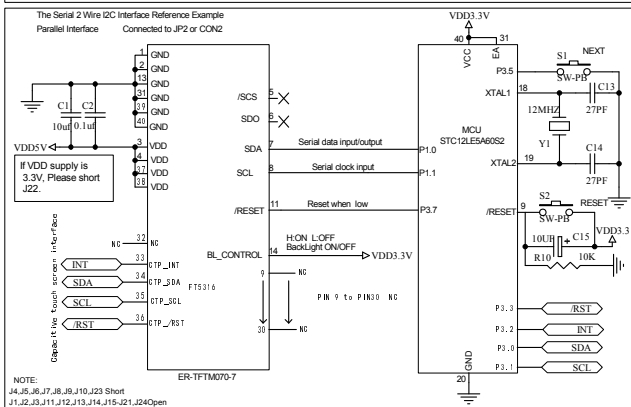 The Serial 2 Wire I2C Interface Reference Example
Parallel Interface Connected to JP2 or CON2
1 GND
2 GND
13 GND
31 GND
39 GND
40 GND
C1 C2
10uf 0.1uf
VDD5V
3 VDD
4 VDD
37 VDD
38 VDD
If VDD supply is
3.3V, Please short
J22.
Capacitive touch screen interface
NC 32 NC
INT 33 CTP_INT
SDA 34 CTP_SDA
FT5316
SCL 35 CTP_SCL
/RST 36 CTP_/RST
/SCS 5
SDO 6
SDA 7 Serial data input/output P1.0
SCL 8 Serial clock input P1.1
/RESET 11 Reset when low P3.7
H:ON L:OFF
BL_CONTROL 14 BackLight ON/OFF VDD3.3V
9 NC
PIN 9 to PIN30 NC
30 NC
ER-TFTM070-7
VDD3.3V
40 31
VCC EA
MCU
STC12LE5A60S2
S1 NEXT
P3.5 SW-PB
XTAL1 18 C13
12MHZ 27PF
Y1
C14
XTAL2 19
27PF
S2 RESET
/RESET 9 SW-PB
10UF + C15 VDD3.3
R10 10K
P3.3 /RST
P3.2 INT
P3.0 SDA
P3.1 SCL
GND
20
NOTE:
J4,J5,J6,J7,J8,J9,J10,J23 Short
J1,J2,J3,J11,J12,J13,J14,J15-J21,J24Open